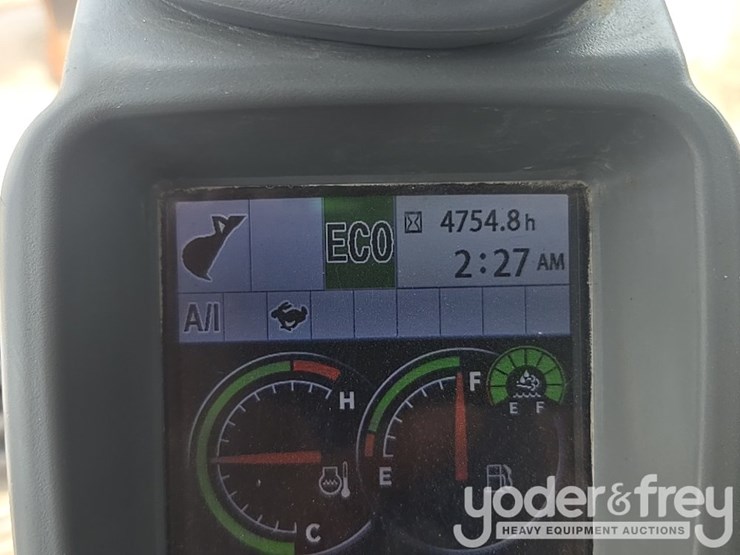 ECO
4754.8h
2:27 AM
A/I
H
C
F
E
E F
yoder&frey
HEAVY EQUIPMENT AUCTIONS